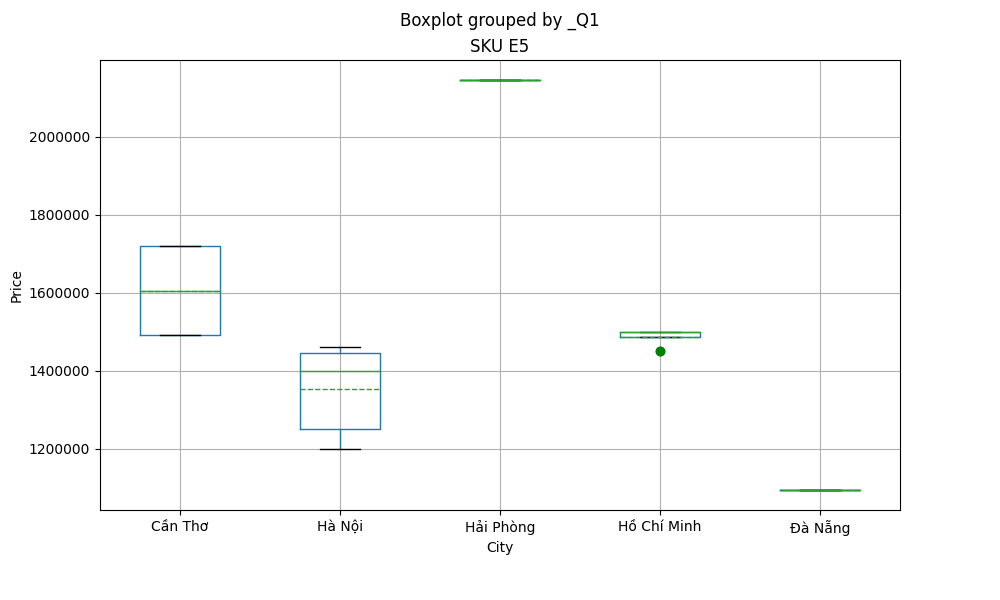 Boxplot grouped by _Q1
SKU E5
2000000
1800000
1600000
1400000
1200000
Price
Cần Thơ
Hà Nội
Hải Phòng
Hồ Chí Minh
Đà Nẵng
City